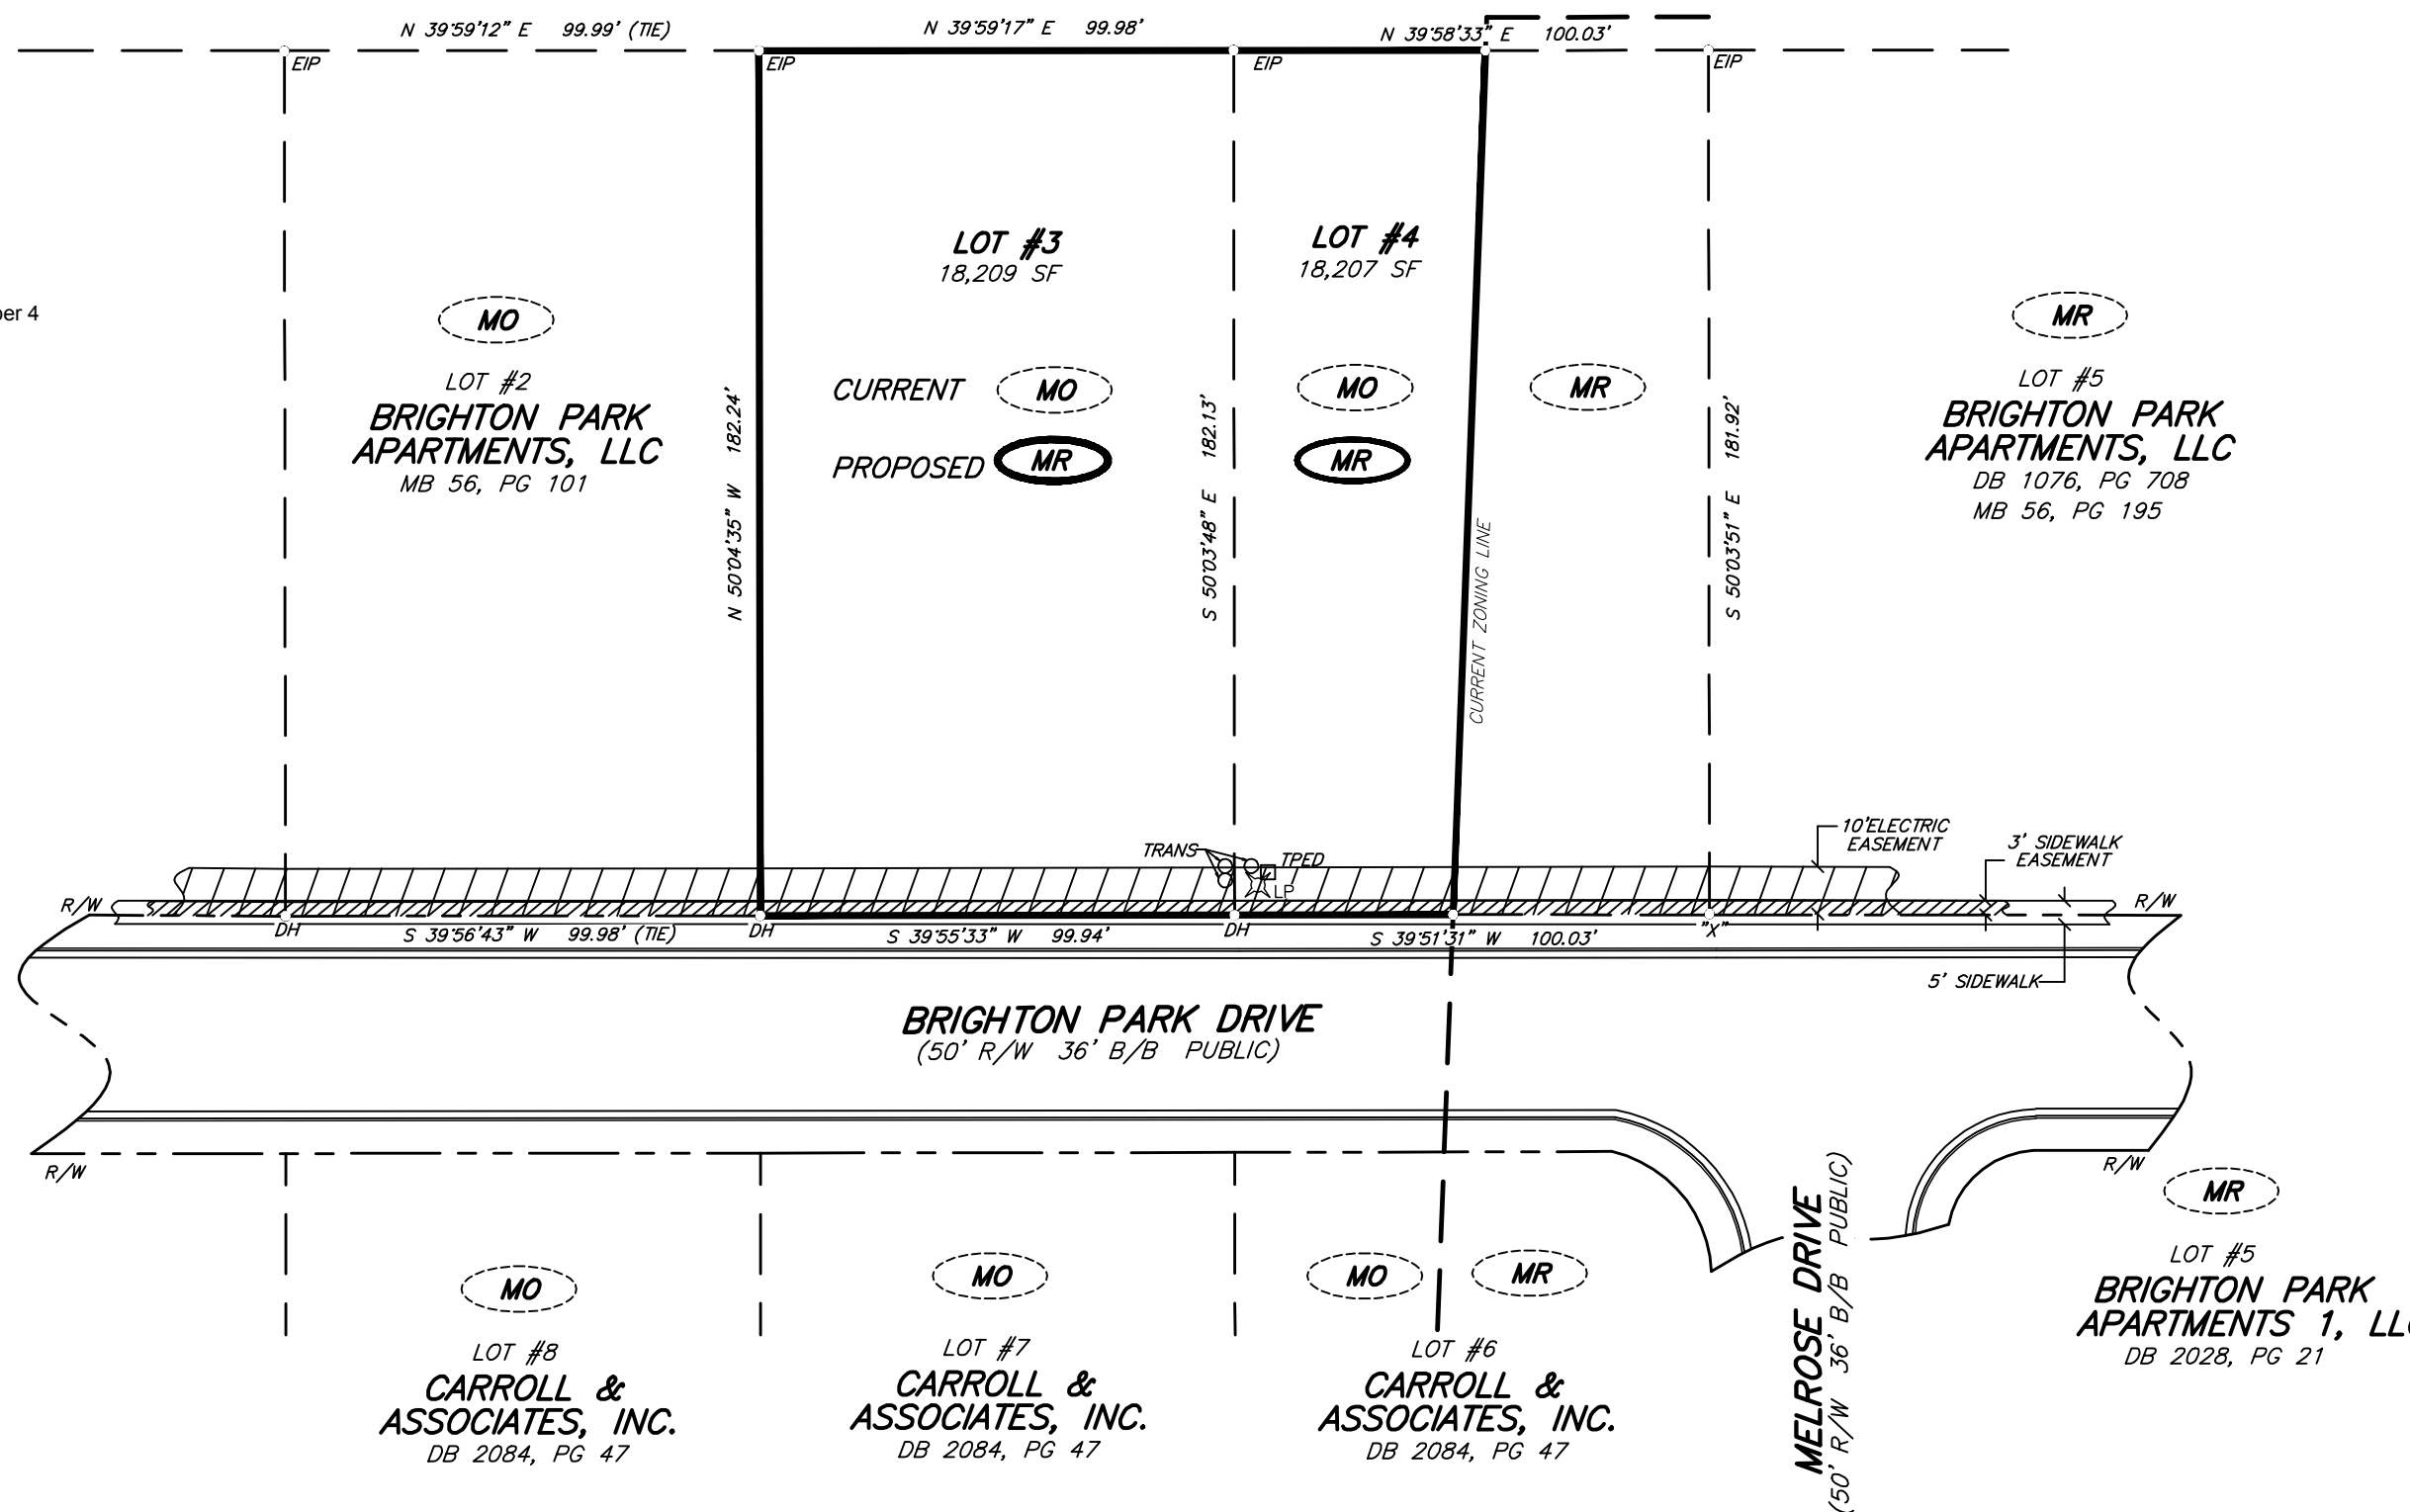 N 39°59'12" E 99.99' (TIE)
N 39°59'17" E 99.98'
N 39°58'33" E 100.03'
EIP
EIP
EIP
EIP
4
LOT #3
18,209 SF
LOT #4
18,207 SF
MO
LOT #2
BRIGHTON PARK
APARTMENTS, LLC
MB 56, PG 101
CURRENT MO MO MR
PROPOSED MR MR
MR
LOT #5
BRIGHTON PARK
APARTMENTS, LLC
DB 1076, PG 708
MB 56, PG 195
N 50°04'35" W 182.24'
S 50°03'48" E 182.13'
CURRENT ZONING LINE
S 50°03'51" E 181.92'
TRANS
TPED
LP
10'ELECTRIC
EASEMENT
3' SIDEWALK
EASEMENT
R/W
R/W
DH
S 39°56'43" W 99.98' (TIE)
DH
S 39°55'33" W 99.94'
DH
S 39°51'31" W 100.03'
"X"
5' SIDEWALK
BRIGHTON PARK DRIVE
(50' R/W 36' B/B PUBLIC)
R/W
R/W
MELROSE DRIVE
(50' R/W 36' B/B PUBLIC)
MO
LOT #8
CARROLL &
ASSOCIATES, INC.
DB 2084, PG 47
MO
LOT #7
CARROLL &
ASSOCIATES, INC.
DB 2084, PG 47
MO MR
LOT #6
CARROLL &
ASSOCIATES, INC.
DB 2084, PG 47
MR
LOT #5
BRIGHTON PARK
APARTMENTS 1, LLC
DB 2028, PG 21